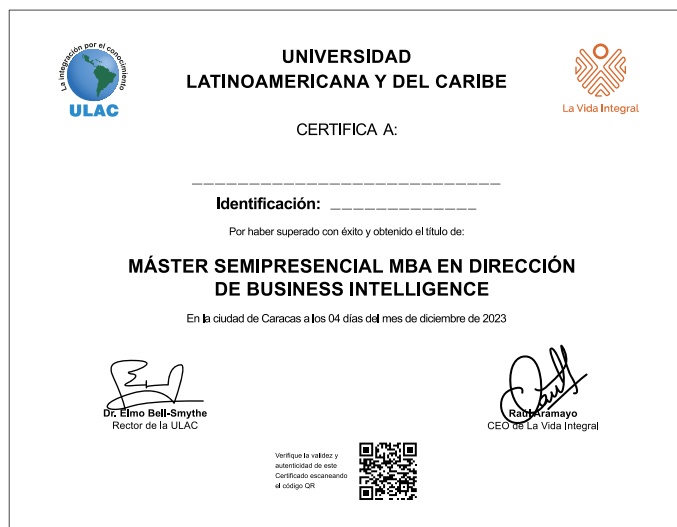 La integración por el conocimiento
ULAC
UNIVERSIDAD
LATINOAMERICANA Y DEL CARIBE
La Vida Integral
CERTIFICA A:
Identificación:
Por haber superado con éxito y obtenido el título de:
MÁSTER SEMIPRESENCIAL MBA EN DIRECCIÓN
DE BUSINESS INTELLIGENCE
En la ciudad de Caracas a los 04 días del mes de diciembre de 2023
Dr. Elmo Bell-Smythe
Rector de la ULAC
Raúl Aramayo
CEO de La Vida Integral
Verifique la validez y
autenticidad de este
Certificado escaneando
el código QR